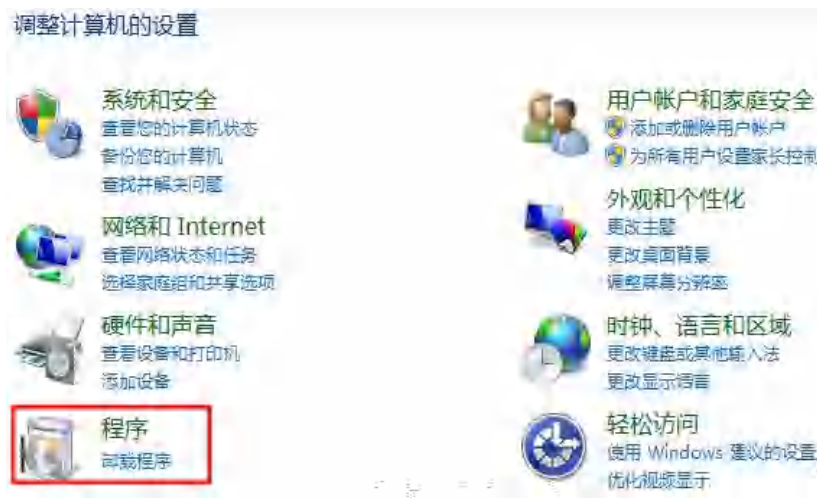 调整计算机的设置
系统和安全
查看您的计算机状态
备份您的计算机
查找并解决问题
网络和 Internet
查看网络状态和任务
选择家庭组和共享选项
硬件和声音
查看设备和打印机
添加设备
程序
卸载程序
用户帐户和家庭安全
添加或删除用户帐户
为所有用户设置家长控制
外观和个性化
更改主题
更改桌面背景
调整屏幕分辨率
时钟、语言和区域
更改键盘或其他输入法
更改显示语言
轻松访问
使用 Windows 建议的设置
优化视频显示